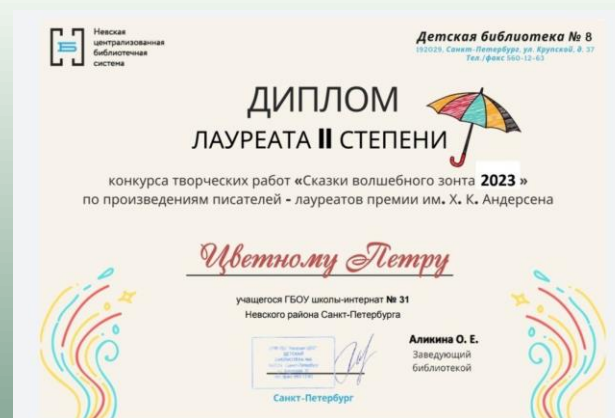 Невская
централизованная
библиотечная
система
Детская библиотека № 8
192029, Санкт-Петербург, ул. Крупской, д. 37
Тел./факс 560-12-63
ДИПЛОМ
ЛАУРЕАТА II СТЕПЕНИ
конкурса творческих работ «Сказки волшебного зонта 2023 »
по произведениям писателей - лауреатов премии им. Х. К. Андерсена
Цветному Петру
учащегося ГБОУ школы-интернат № 31
Невского района Санкт-Петербурга
Аликина О. Е.
Заведующий
библиотекой
Санкт-Петербург